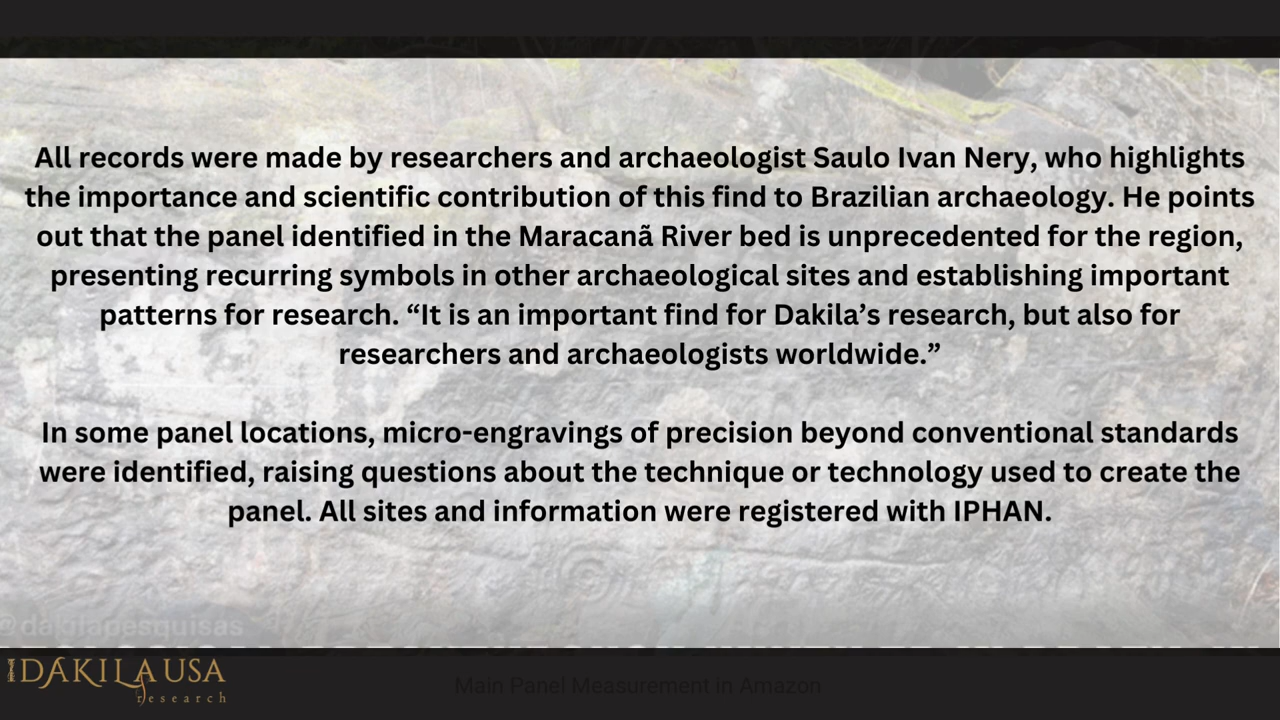 All records were made by researchers and archaeologist Saulo Ivan Nery, who highlights
the importance and scientific contribution of this find to Brazilian archaeology. He points
out that the panel identified in the Maracanã River bed is unprecedented for the region,
presenting recurring symbols in other archaeological sites and establishing important
patterns for research. “It is an important find for Dakila’s research, but also for
researchers and archaeologists worldwide.”
In some panel locations, micro-engravings of precision beyond conventional standards
were identified, raising questions about the technique or technology used to create the
panel. All sites and information were registered with IPHAN.
@dakilapesquisas
DÁKILA USA
research
Main Panel Measurement in Amazon